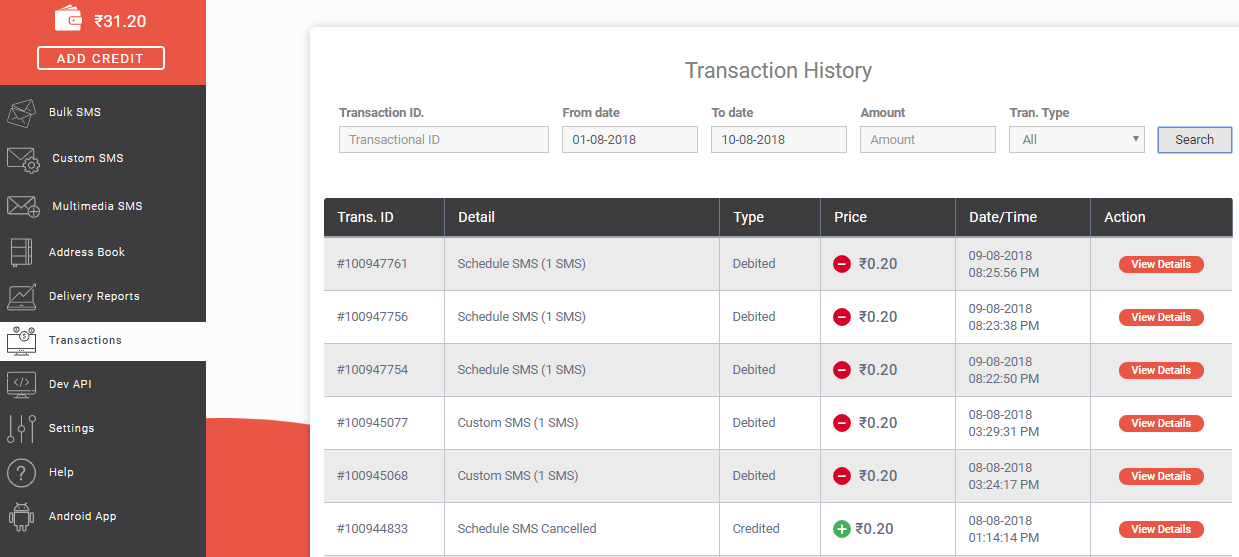 ₹31.20
ADD CREDIT
Bulk SMS
Custom SMS
Multimedia SMS
Address Book
Delivery Reports
Transactions
Dev API
Settings
Help
Android App
Transaction History
Transaction ID. From date To date Amount Tran. Type
Transactional ID 01-08-2018 10-08-2018 Amount All Search
Trans. ID Detail Type Price Date/Time Action
#100947761 Schedule SMS (1 SMS) Debited ₹0.20 09-08-2018 View Details
08:25:56 PM
#100947756 Schedule SMS (1 SMS) Debited ₹0.20 09-08-2018 View Details
08:23:38 PM
#100947754 Schedule SMS (1 SMS) Debited ₹0.20 09-08-2018 View Details
08:22:50 PM
#100945077 Custom SMS (1 SMS) Debited ₹0.20 08-08-2018 View Details
03:29:31 PM
#100945068 Custom SMS (1 SMS) Debited ₹0.20 08-08-2018 View Details
03:24:17 PM
#100944833 Schedule SMS Cancelled Credited ₹0.20 08-08-2018 View Details
01:14:14 PM